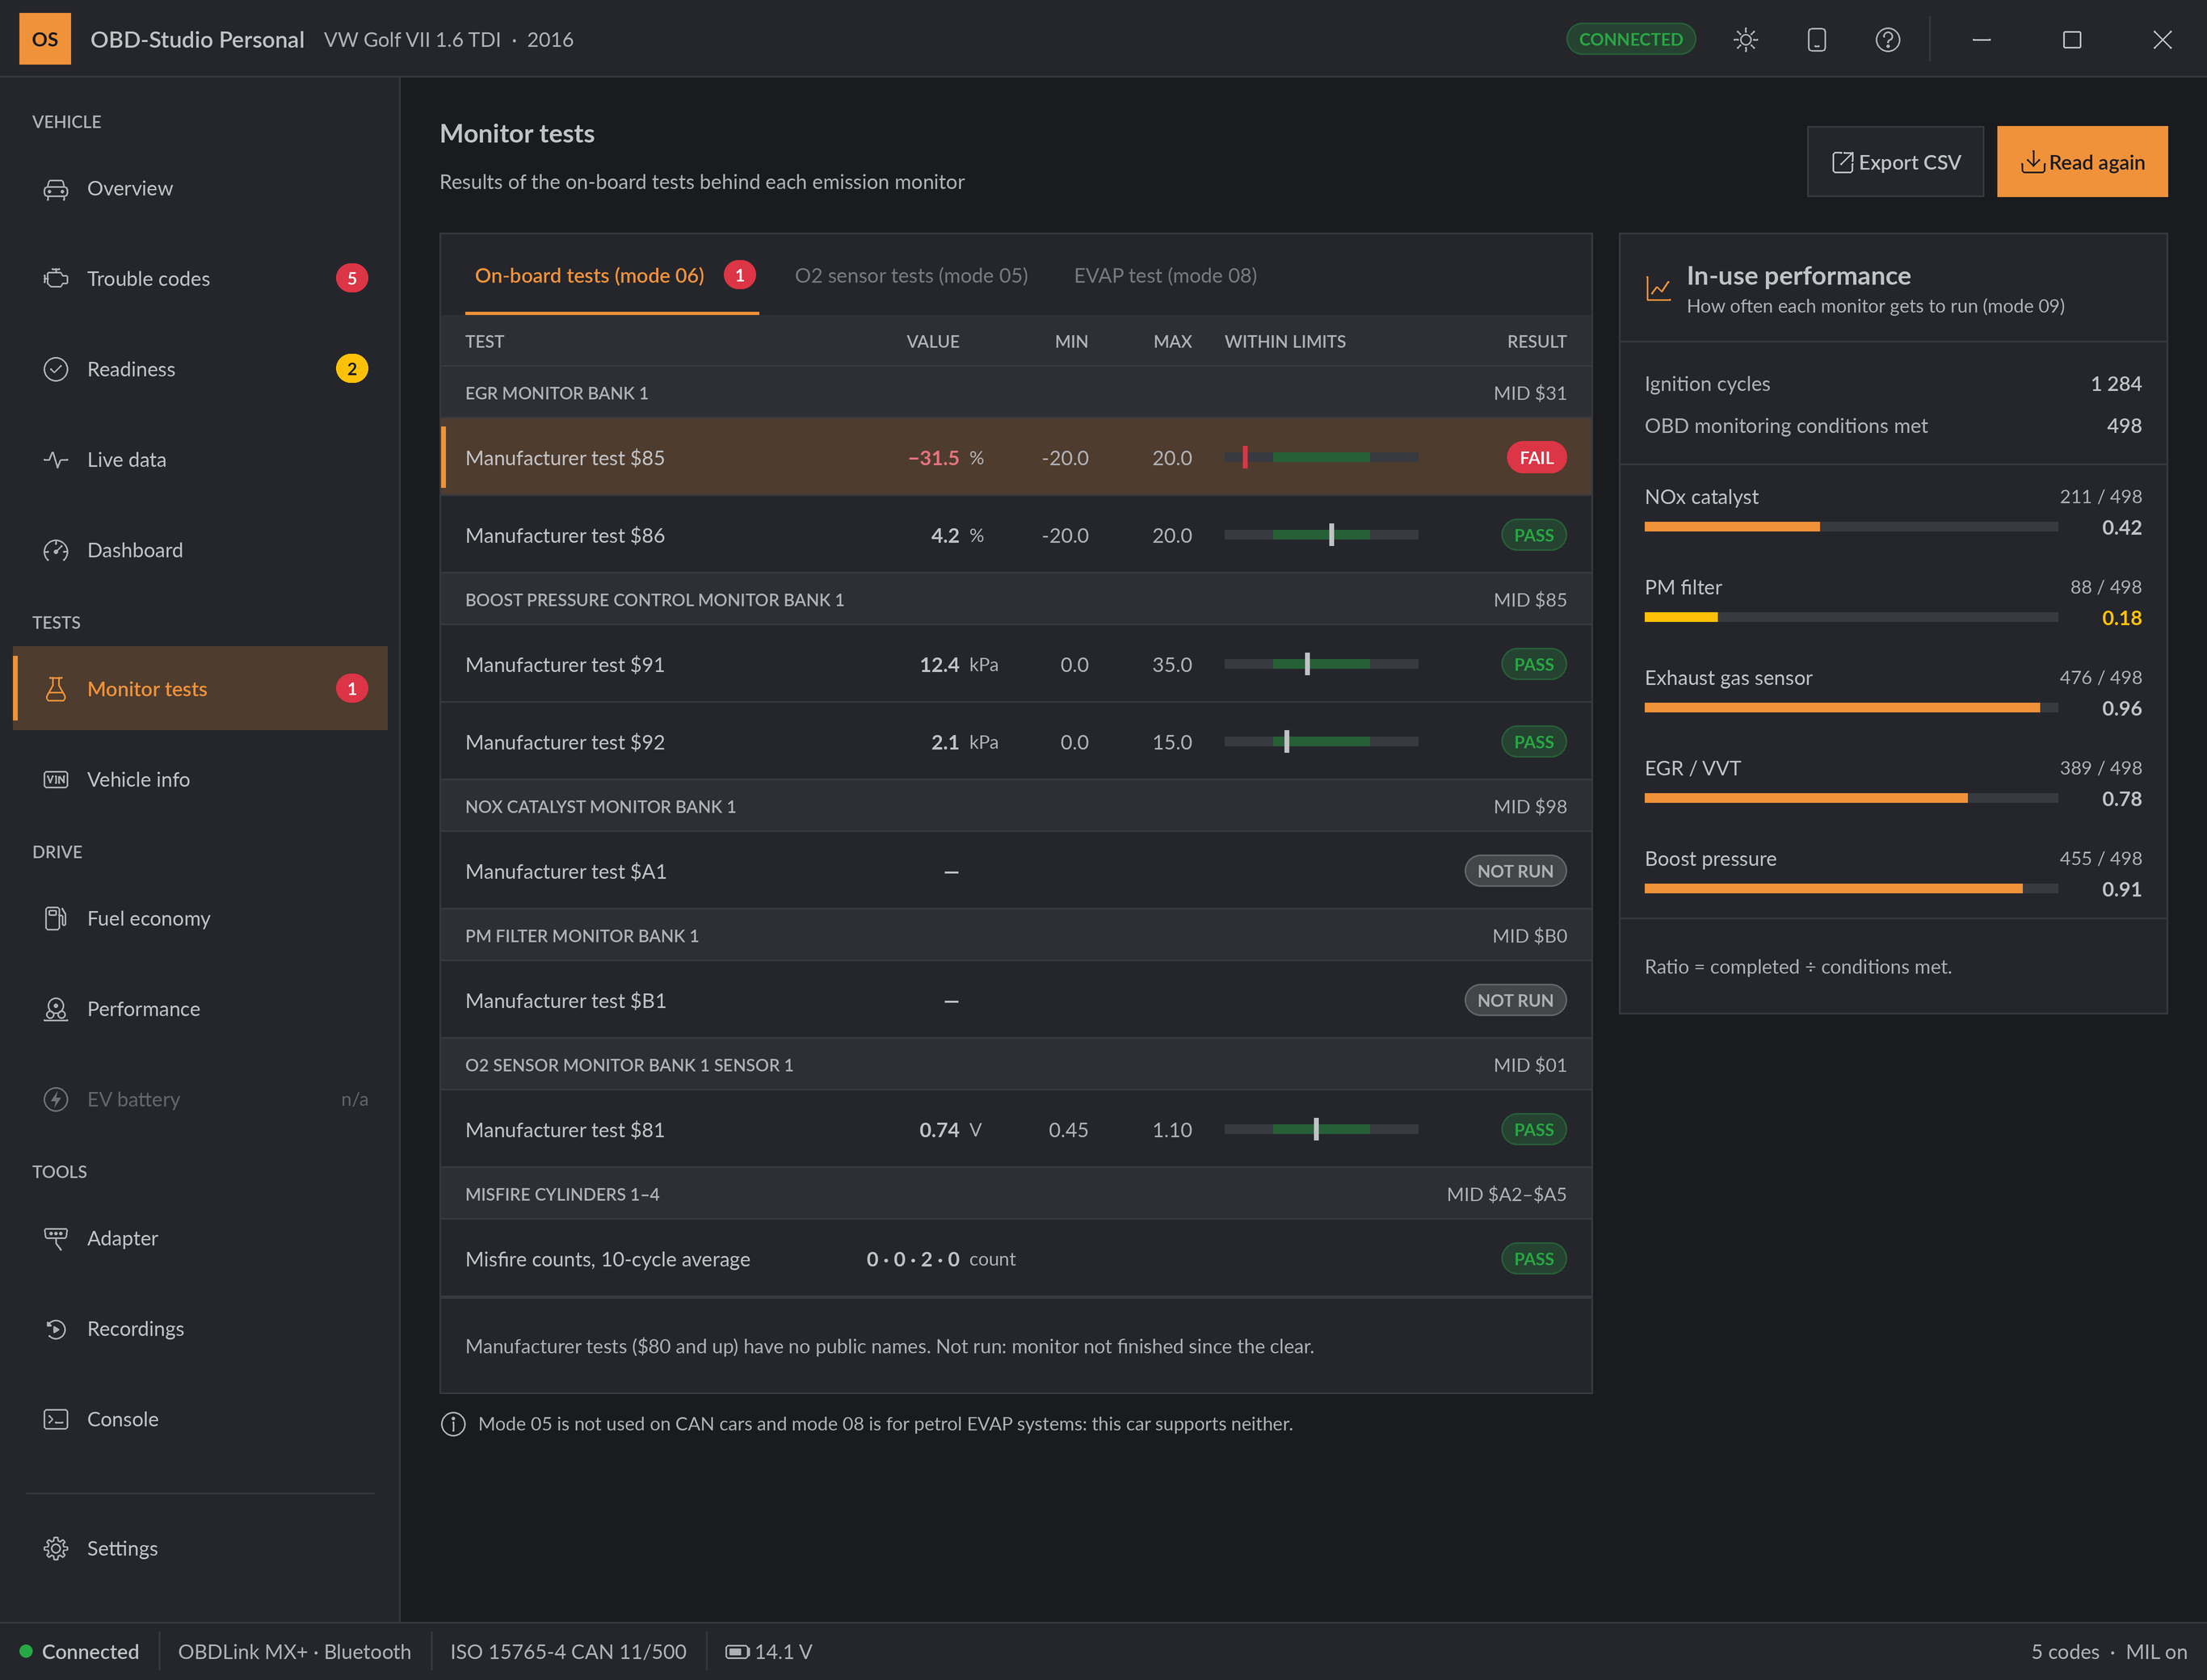 OS OBD-Studio Personal VW Golf VII 1.6 TDI · 2016 CONNECTED
VEHICLE
Overview
Trouble codes 5
Readiness 2
Live data
Dashboard
TESTS
Monitor tests 1
VIN Vehicle info
DRIVE
Fuel economy
Performance
EV battery n/a
TOOLS
Adapter
Recordings
Console
Settings
Monitor tests
Results of the on-board tests behind each emission monitor
Export CSV Read again
On-board tests (mode 06) 1 O2 sensor tests (mode 05) EVAP test (mode 08)
TEST VALUE MIN MAX WITHIN LIMITS RESULT
EGR MONITOR BANK 1 MID $31
Manufacturer test $85 −31.5 % -20.0 20.0 FAIL
Manufacturer test $86 4.2 % -20.0 20.0 PASS
BOOST PRESSURE CONTROL MONITOR BANK 1 MID $85
Manufacturer test $91 12.4 kPa 0.0 35.0 PASS
Manufacturer test $92 2.1 kPa 0.0 15.0 PASS
NOX CATALYST MONITOR BANK 1 MID $98
Manufacturer test $A1 – NOT RUN
PM FILTER MONITOR BANK 1 MID $B0
Manufacturer test $B1 – NOT RUN
O2 SENSOR MONITOR BANK 1 SENSOR 1 MID $01
Manufacturer test $81 0.74 V 0.45 1.10 PASS
MISFIRE CYLINDERS 1–4 MID $A2–$A5
Misfire counts, 10-cycle average 0 · 0 · 2 · 0 count PASS
Manufacturer tests ($80 and up) have no public names. Not run: monitor not finished since the clear.
Mode 05 is not used on CAN cars and mode 08 is for petrol EVAP systems: this car supports neither.
In-use performance
How often each monitor gets to run (mode 09)
Ignition cycles 1 284
OBD monitoring conditions met 498
NOx catalyst 211 / 498
0.42
PM filter 88 / 498
0.18
Exhaust gas sensor 476 / 498
0.96
EGR / VVT 389 / 498
0.78
Boost pressure 455 / 498
0.91
Ratio = completed ÷ conditions met.
Connected OBDLink MX+ · Bluetooth ISO 15765-4 CAN 11/500 14.1 V 5 codes · MIL on